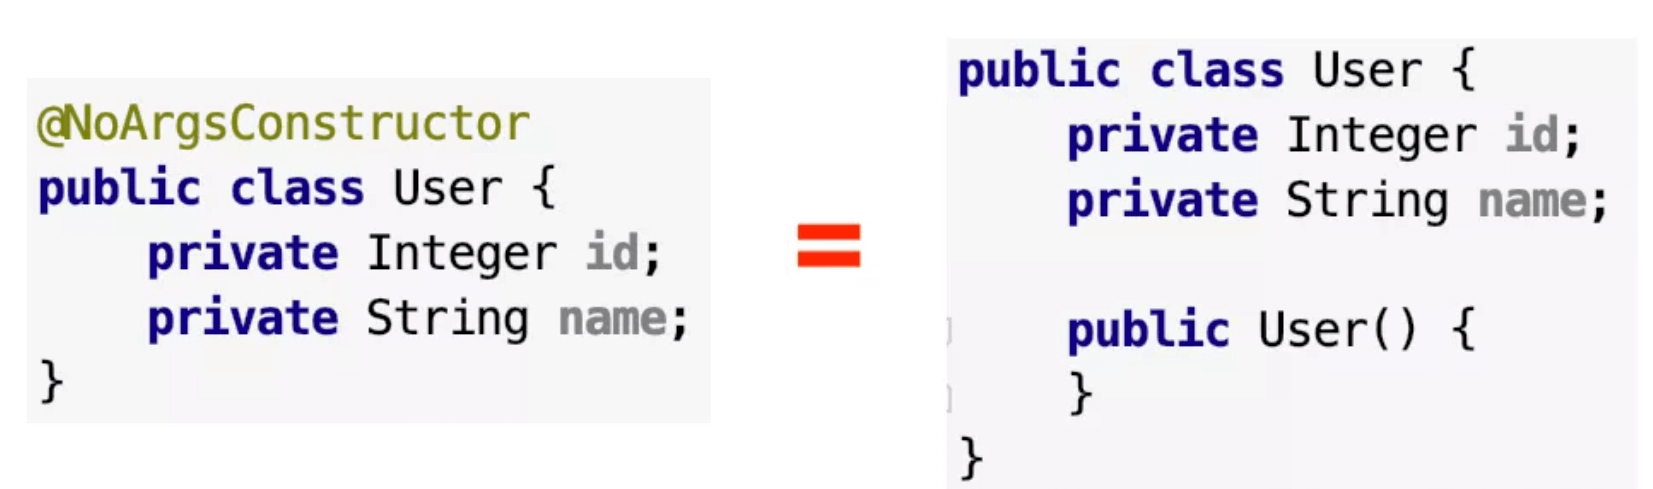 @NoArgsConstructor
public class User {
    private Integer id;
    private String name;
}
=
public class User {
    private Integer id;
    private String name;
    public User() {
    }
}